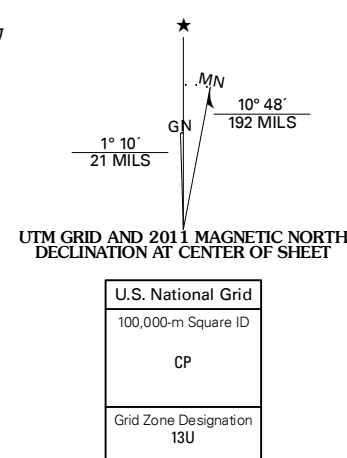 ★
MN
GN
10° 48´
192 MILS
1° 10´
21 MILS
UTM GRID AND 2011 MAGNETIC NORTH
DECLINATION AT CENTER OF SHEET
U.S. National Grid
100,000-m Square ID
CP
Grid Zone Designation
13U